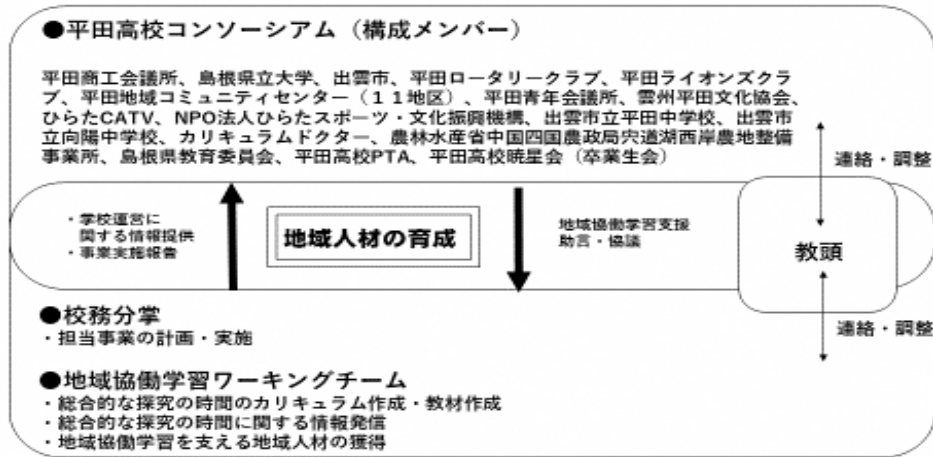 ●平田高校コンソーシアム（構成メンバー）
平田商工会議所、島根県立大学、出雲市、平田ロータリークラブ、平田ライオンズクラ
ブ、平田地域コミュニティセンター（１１地区）、平田青年会議所、雲州平田文化協会、
ひらたCATV、NPO法人ひらたスポーツ・文化振興機構、出雲市立平田中学校、出雲市
立向陽中学校、カリキュラムドクター、農林水産省中国四国農政局宍道湖西岸農地整備
事業所、島根県教育委員会、平田高校PTA、平田高校暁星会（卒業生会）
連絡・調整
・学校運営に
関する情報提供
・事業実施報告
地域人材の育成
地域協働学習支援
助言・協議
教頭
●校務分掌
・担当事業の計画・実施
連絡・調整
●地域協働学習ワーキングチーム
・総合的な探究の時間のカリキュラム作成・教材作成
・総合的な探究の時間に関する情報発信
・地域協働学習を支える地域人材の獲得